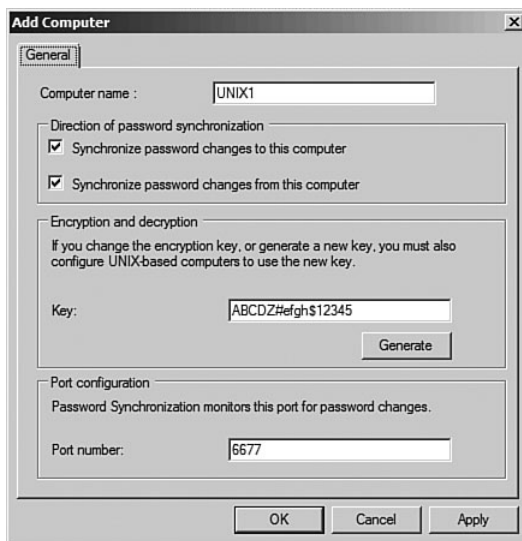 Add Computer
General
Computer name :
UNIX1
Direction of password synchronization
Synchronize password changes to this computer
Synchronize password changes from this computer
Encryption and decryption
If you change the encryption key, or generate a new key, you must also
configure UNIX-based computers to use the new key.
Key:
ABCDZ#efgh$12345
Generate
Port configuration
Password Synchronization monitors this port for password changes.
Port number:
6677
OK
Cancel
Apply